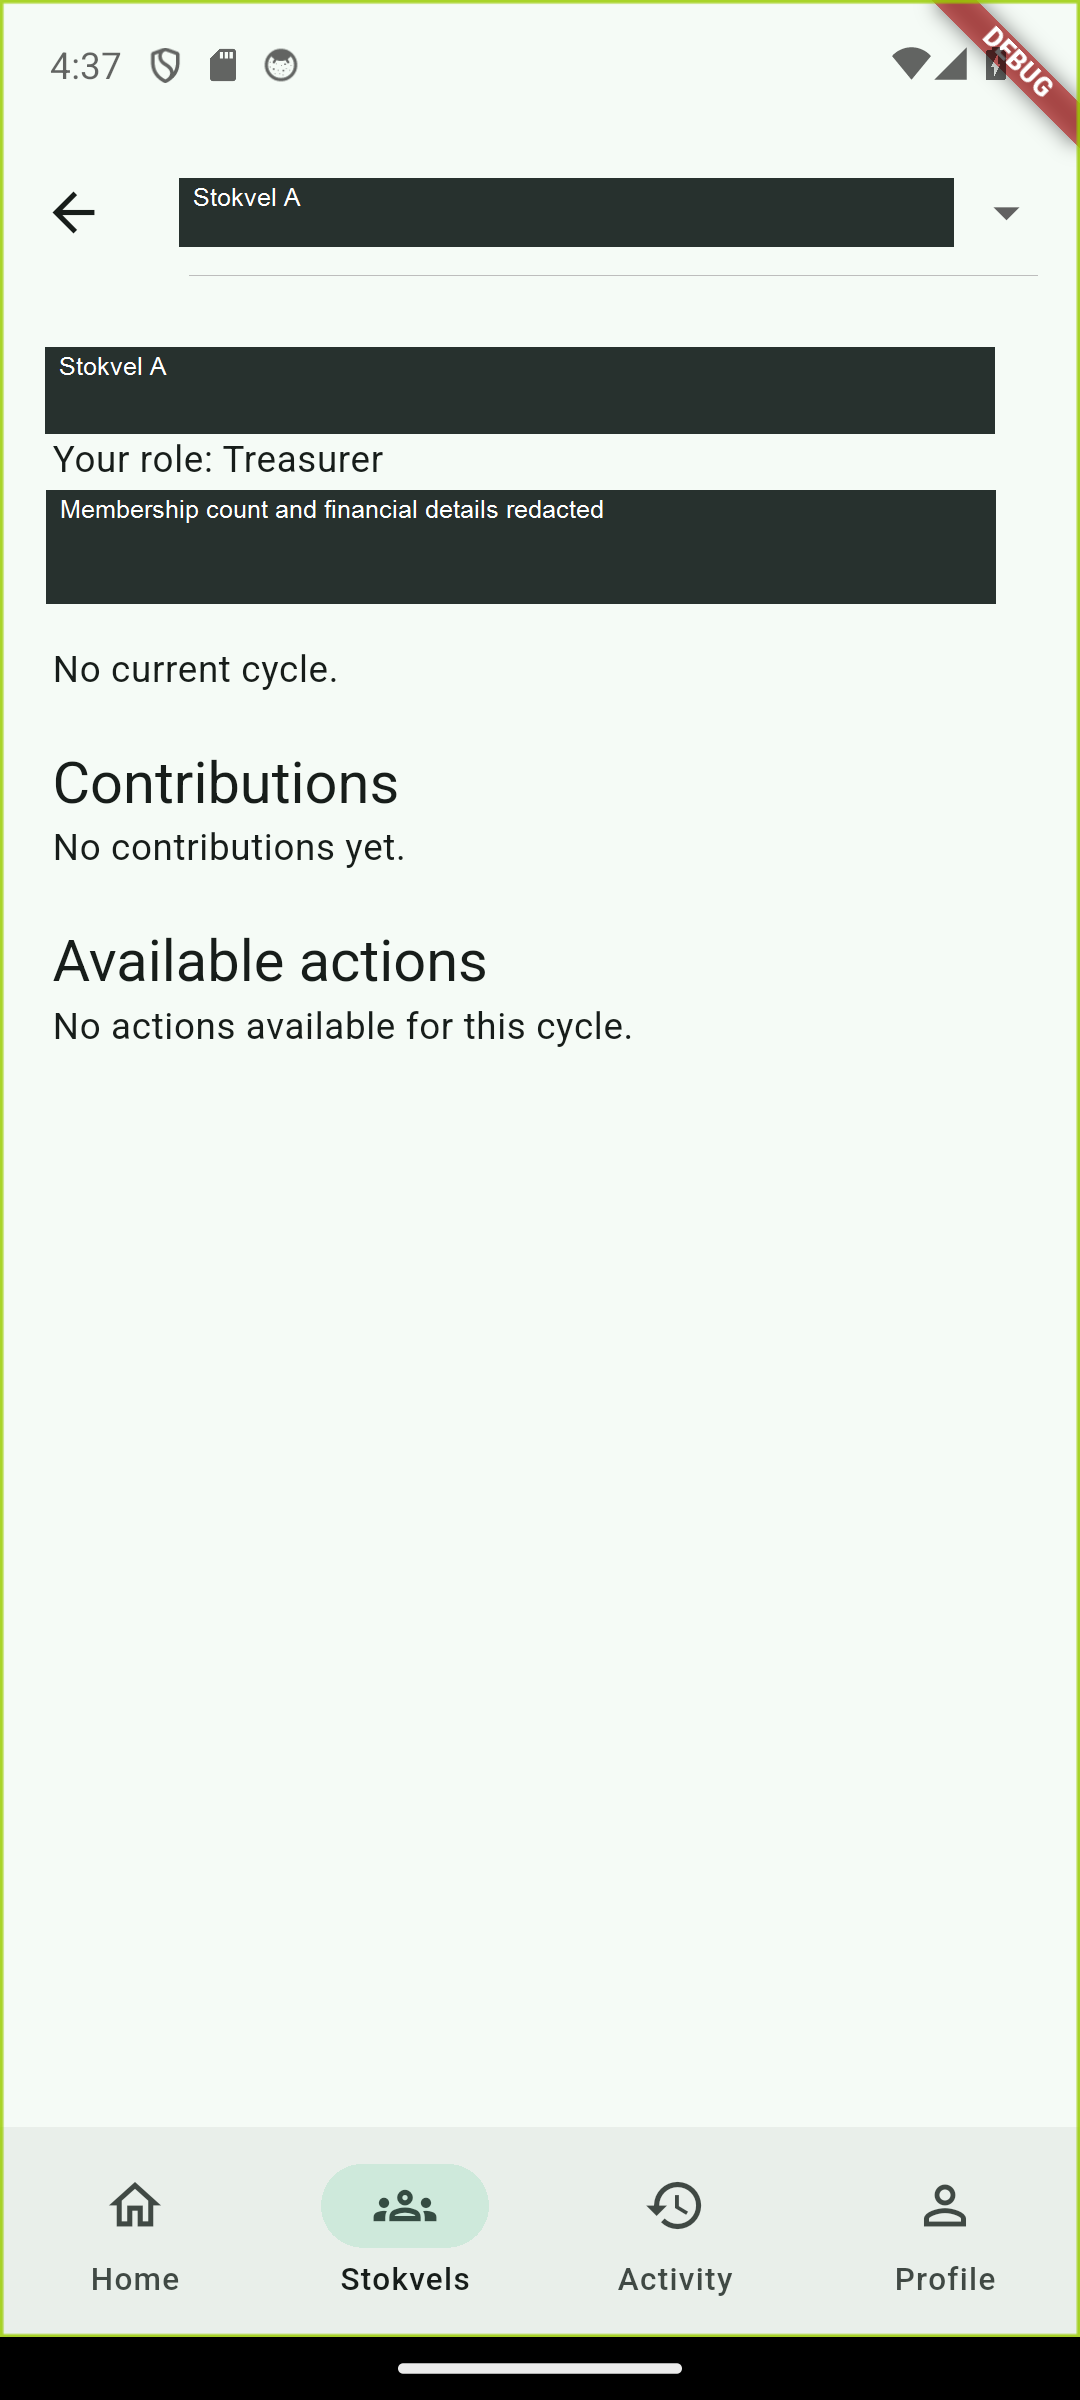 4:37
DEBUG
Stokvel A
Stokvel A
Your role: Treasurer
Membership count and financial details redacted
No current cycle.
Contributions
No contributions yet.
Available actions
No actions available for this cycle.
Home
Stokvels
Activity
Profile